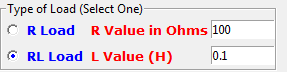 Type of Load (Select One)
R Load R Value in Ohms 100
RL Load L Value (H) 0.1